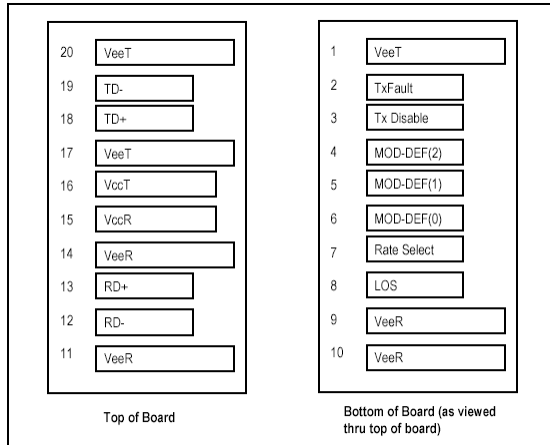 20 VeeT
19 TD-
18 TD+
17 VeeT
16 VccT
15 VccR
14 VeeR
13 RD+
12 RD-
11 VeeR
Top of Board
1 VeeT
2 TxFault
3 Tx Disable
4 MOD-DEF(2)
5 MOD-DEF(1)
6 MOD-DEF(0)
7 Rate Select
8 LOS
9 VeeR
10 VeeR
Bottom of Board (as viewed
thru top of board)